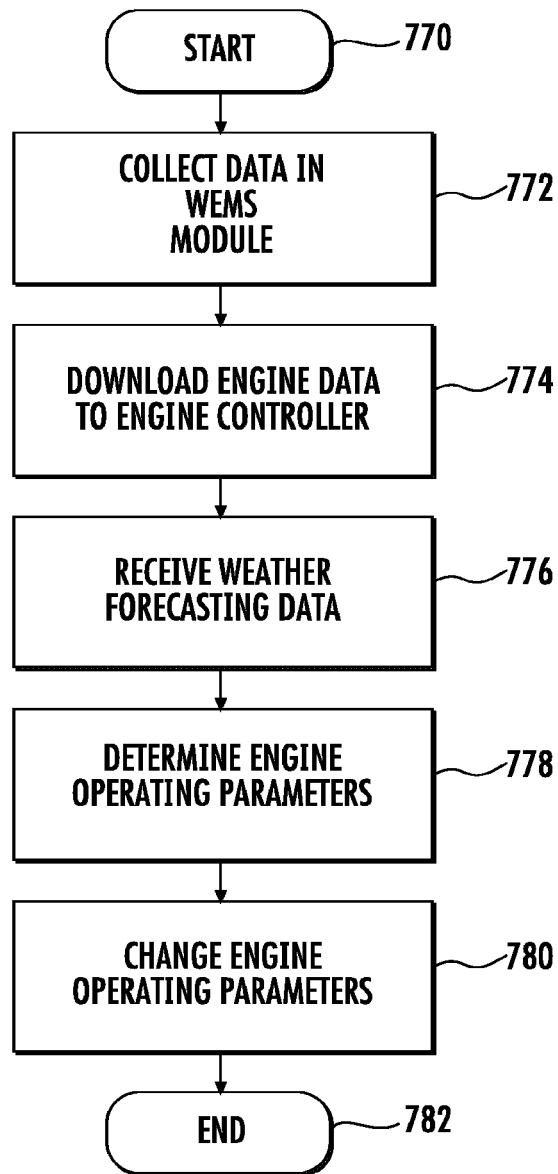 START
770
COLLECT DATA IN
WEMS
MODULE
772
DOWNLOAD ENGINE DATA
TO ENGINE CONTROLLER
774
RECEIVE WEATHER
FORECASTING DATA
776
DETERMINE ENGINE
OPERATING PARAMETERS
778
CHANGE ENGINE
OPERATING PARAMETERS
780
END
782